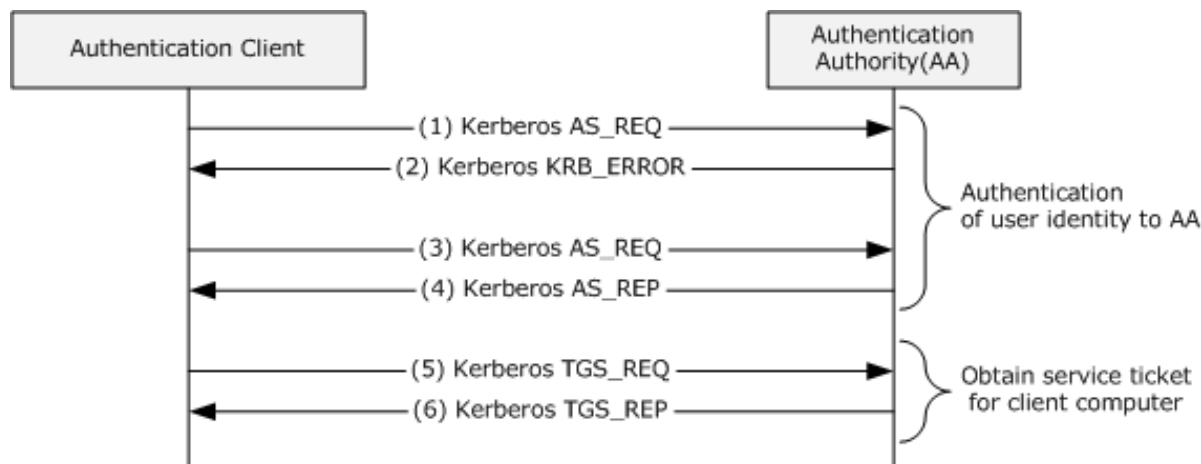 Authentication Client
Authentication
Authority(AA)
(1) Kerberos AS_REQ
(2) Kerberos KRB_ERROR
Authentication
of user identity to AA
(3) Kerberos AS_REQ
(4) Kerberos AS_REP
(5) Kerberos TGS_REQ
(6) Kerberos TGS_REP
Obtain service ticket
for client computer